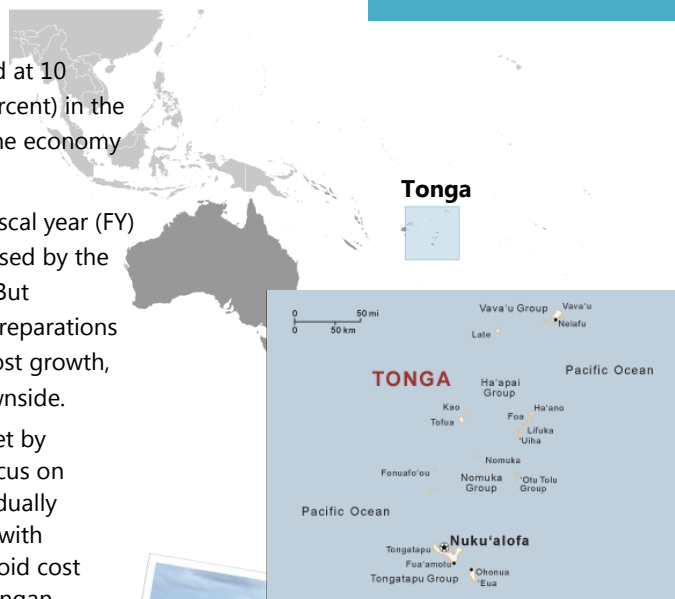 d at 10
rcent) in the
ne economy
scal year (FY)
sed by the
But
reparations
ost growth,
wnside.
et by
cus on
dually
with
oid cost
ngan
Tonga
0 50 mi
0 50 km
Vava'u Group
Vava'u
Neiafu
Late
TONGA
Pacific Ocean
Ha'apai
Group
Kao
Tofua
Foa
Ha'ano
Lifuka
'Uiha
Nomuka
Fonuafo'ou
Nomuka
Group
'Otu Tolu
Group
Pacific Ocean
Nuku'alofa
Tongatapu
Fua'amotu
Tongatapu Group
Ohonua
'Eua